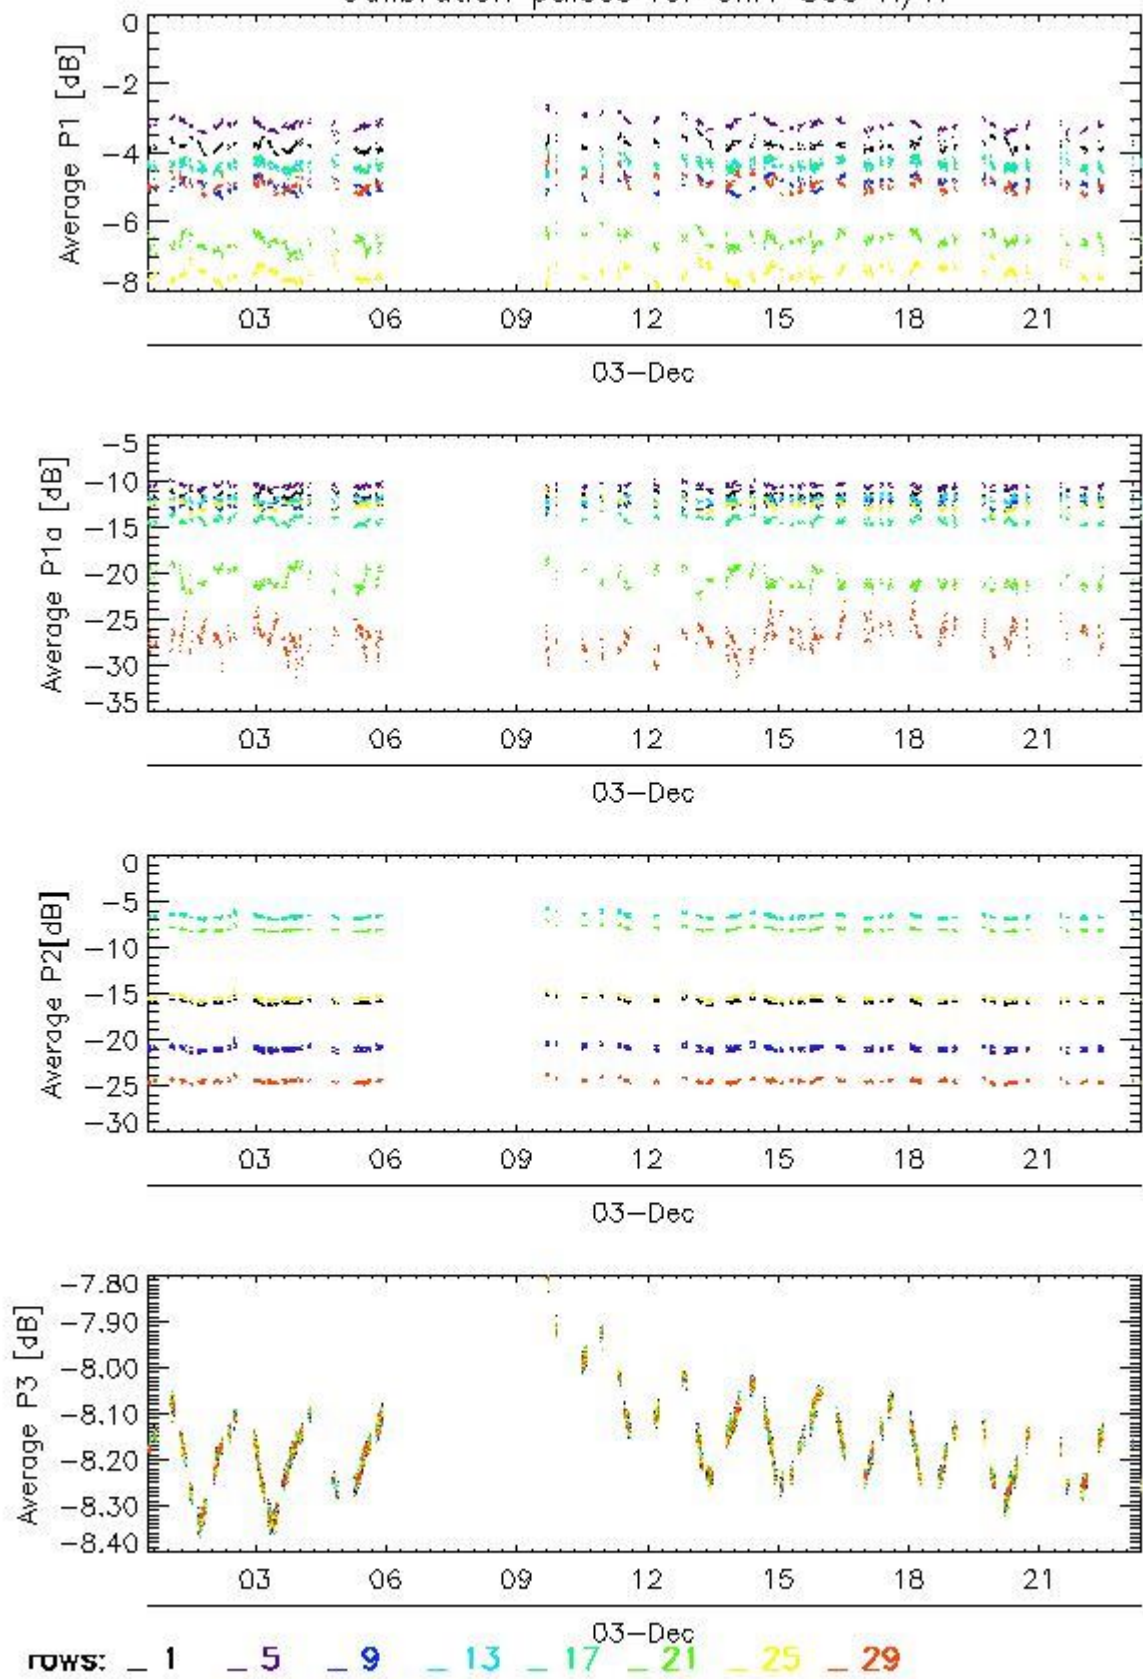 0
-2
-4
-6
-8
Average P1 [dB]
03 06 09 12 15 18 21
03-Dec
-5
-10
-15
-20
-25
-30
-35
Average P1a [dB]
03 06 09 12 15 18 21
03-Dec
0
-5
-10
-15
-20
-25
-30
Average P2[dB]
03 06 09 12 15 18 21
03-Dec
-7.80
-7.90
-8.00
-8.10
-8.20
-8.30
-8.40
Average P3 [dB]
03 06 09 12 15 18 21
03-Dec
rows: _ 1 _ 5 _ 9 _ 13 _ 17 _ 21 _ 25 _ 29